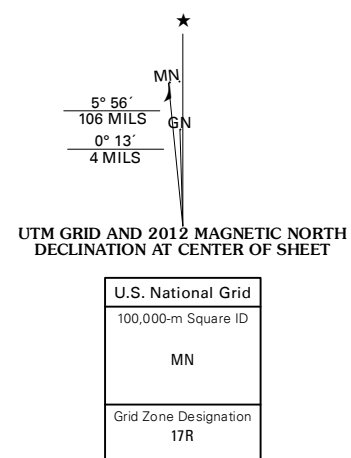 ★
MN.
5° 56´
106 MILS
GN
0° 13´
4 MILS
UTM GRID AND 2012 MAGNETIC NORTH
DECLINATION AT CENTER OF SHEET
U.S. National Grid
100,000-m Square ID
MN
Grid Zone Designation
17R